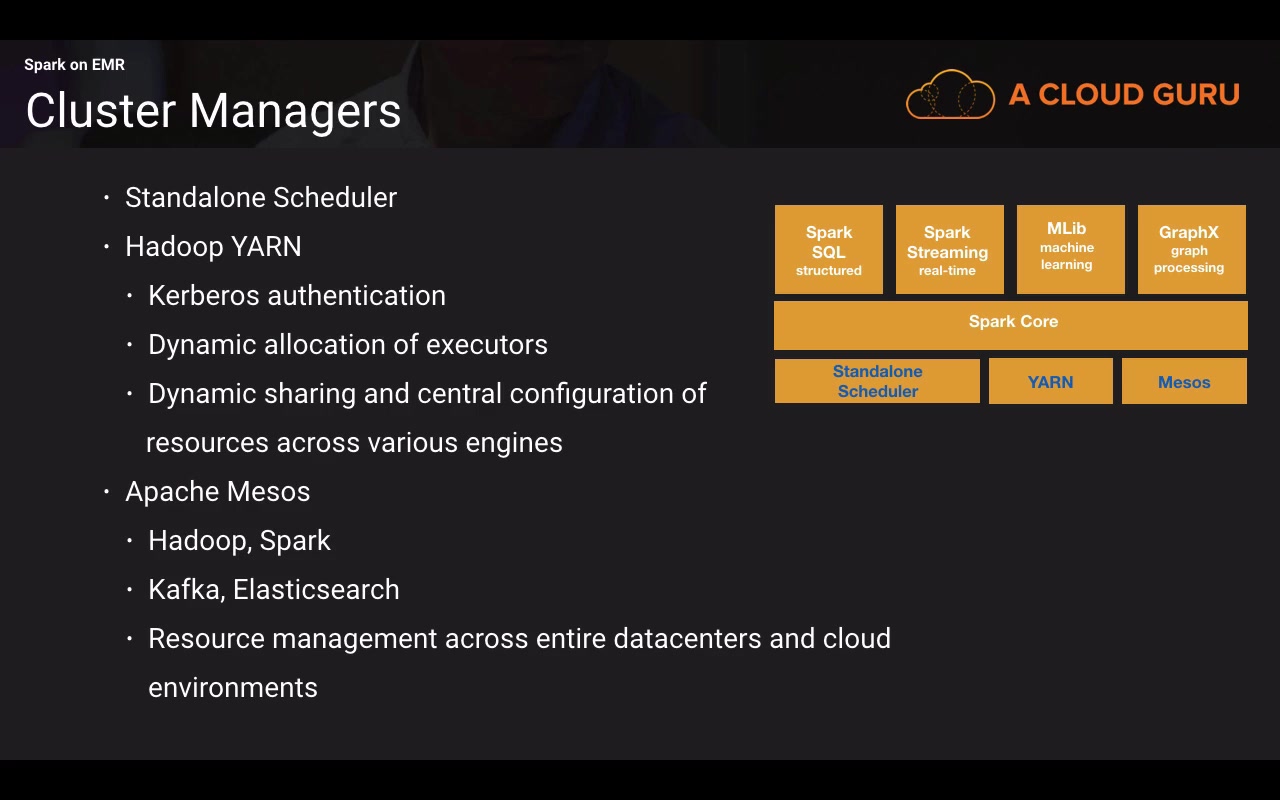 Spark on EMR
Cluster Managers
A CLOUD GURU
· Standalone Scheduler
· Hadoop YARN
· Kerberos authentication
· Dynamic allocation of executors
· Dynamic sharing and central configuration of
resources across various engines
· Apache Mesos
· Hadoop, Spark
· Kafka, Elasticsearch
· Resource management across entire datacenters and cloud
environments
Spark
SQL
structured
Spark
Streaming
real-time
MLib
machine
learning
GraphX
graph
processing
Spark Core
Standalone
Scheduler
YARN
Mesos